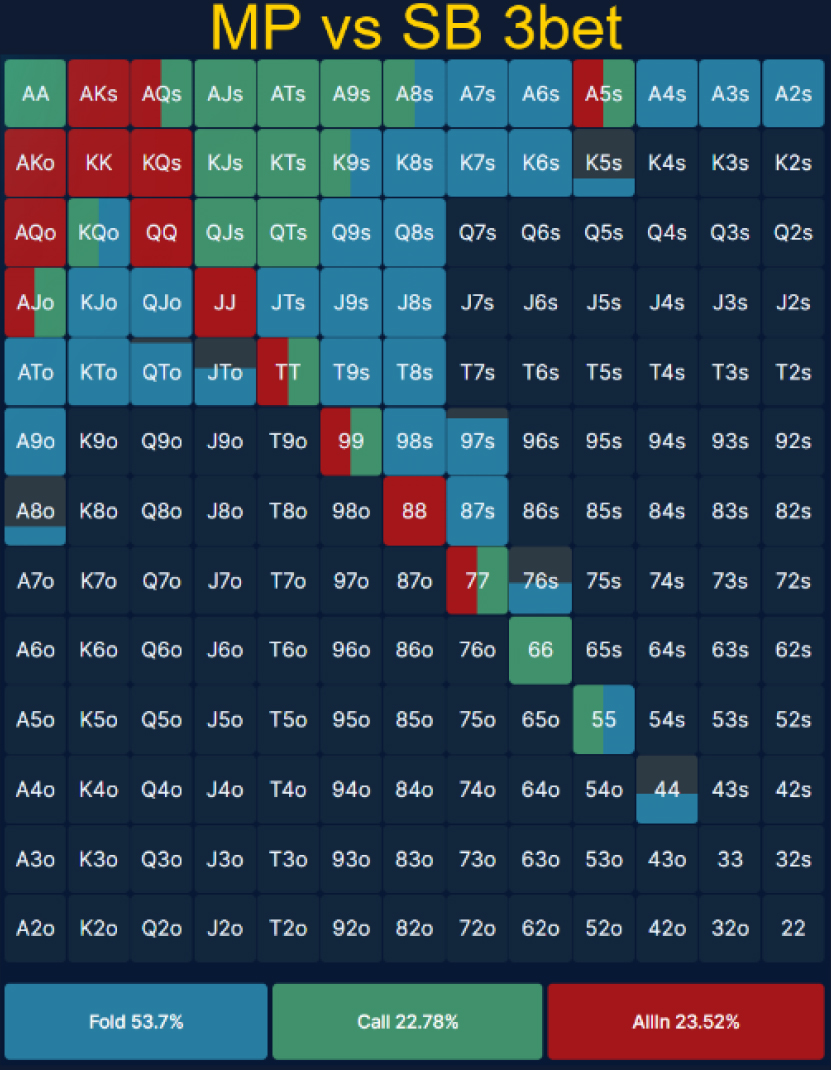 MP vs SB 3bet
AA AKs AQs AJs ATs A9s A8s A7s A6s A5s A4s A3s A2s
AKo KK KQs KJs KTs K9s K8s K7s K6s K5s K4s K3s K2s
AQo KQo QQ QJs QTs Q9s Q8s Q7s Q6s Q5s Q4s Q3s Q2s
AJo KJo QJo JJ JTs J9s J8s J7s J6s J5s J4s J3s J2s
ATo KTo QTo JTo TT T9s T8s T7s T6s T5s T4s T3s T2s
A9o K9o Q9o J9o T9o 99 98s 97s 96s 95s 94s 93s 92s
A8o K8o Q8o J8o T8o 98o 88 87s 86s 85s 84s 83s 82s
A7o K7o Q7o J7o T7o 97o 87o 77 76s 75s 74s 73s 72s
A6o K6o Q6o J6o T6o 96o 86o 76o 66 65s 64s 63s 62s
A5o K5o Q5o J5o T5o 95o 85o 75o 65o 55 54s 53s 52s
A4o K4o Q4o J4o T4o 94o 84o 74o 64o 54o 44 43s 42s
A3o K3o Q3o J3o T3o 93o 83o 73o 63o 53o 43o 33 32s
A2o K2o Q2o J2o T2o 92o 82o 72o 62o 52o 42o 32o 22
Fold 53.7% Call 22.78% AllIn 23.52%